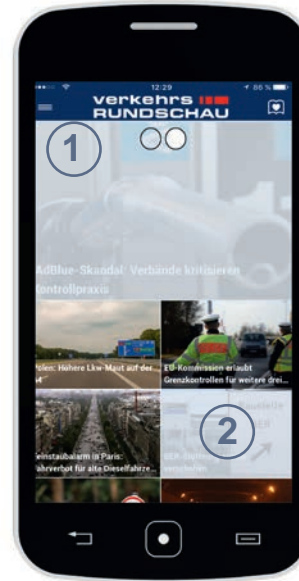 12:29
86 %
verkehrs
RUNDSCHAU
1
AdBlue-Skandal: Verbände kritisieren
Kontrollpraxis
Höhere Lkw-Maut auf der
EU-Kommission erlaubt
Grenzkontrollen für weitere drei...
2
Feinstaubalarm in Paris:
Fahrverbot für alte Dieselfahrze...